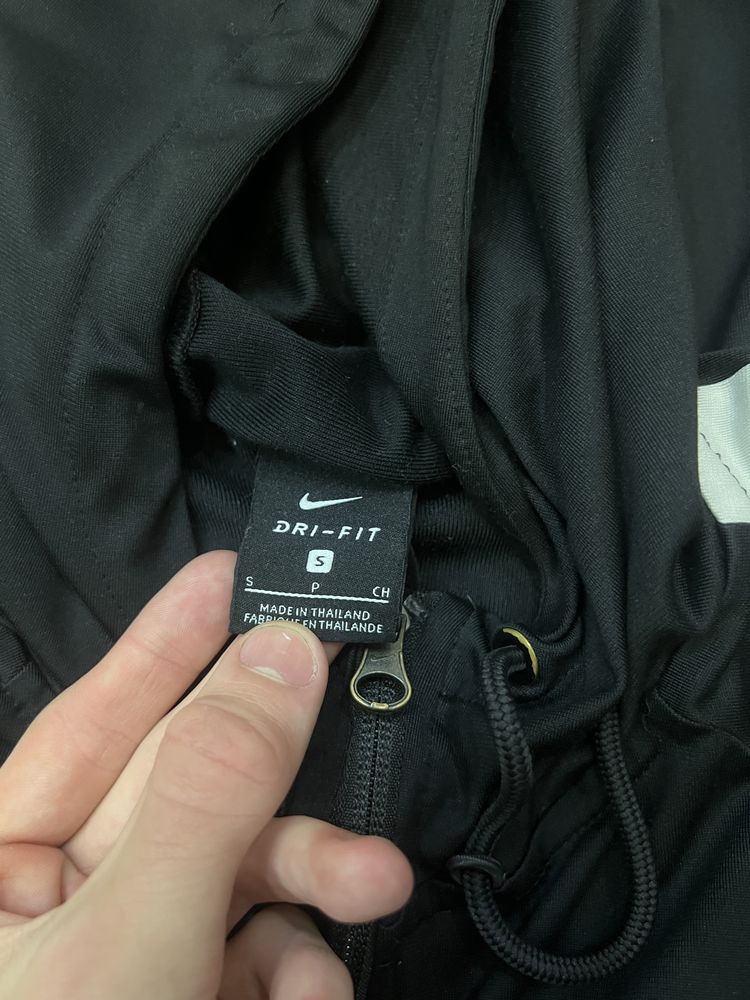 DRI-FIT
S
S P CH
MADE IN THAILAND
FABRIQUE EN THAILANDE